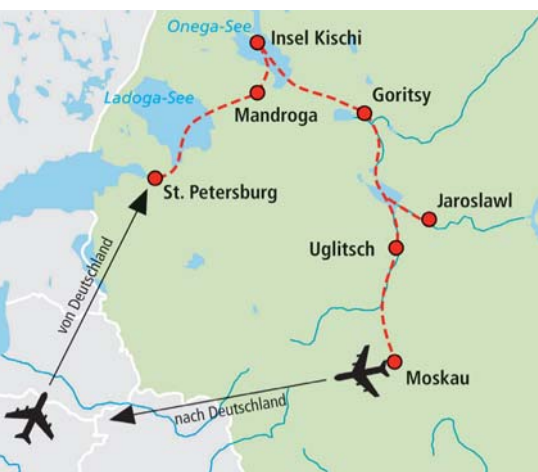 Onega-See
Insel Kischi
Ladoga-See
Mandroga
Goritsy
St. Petersburg
Jaroslawl
Uglitsch
von Deutschland
Moskau
nach Deutschland